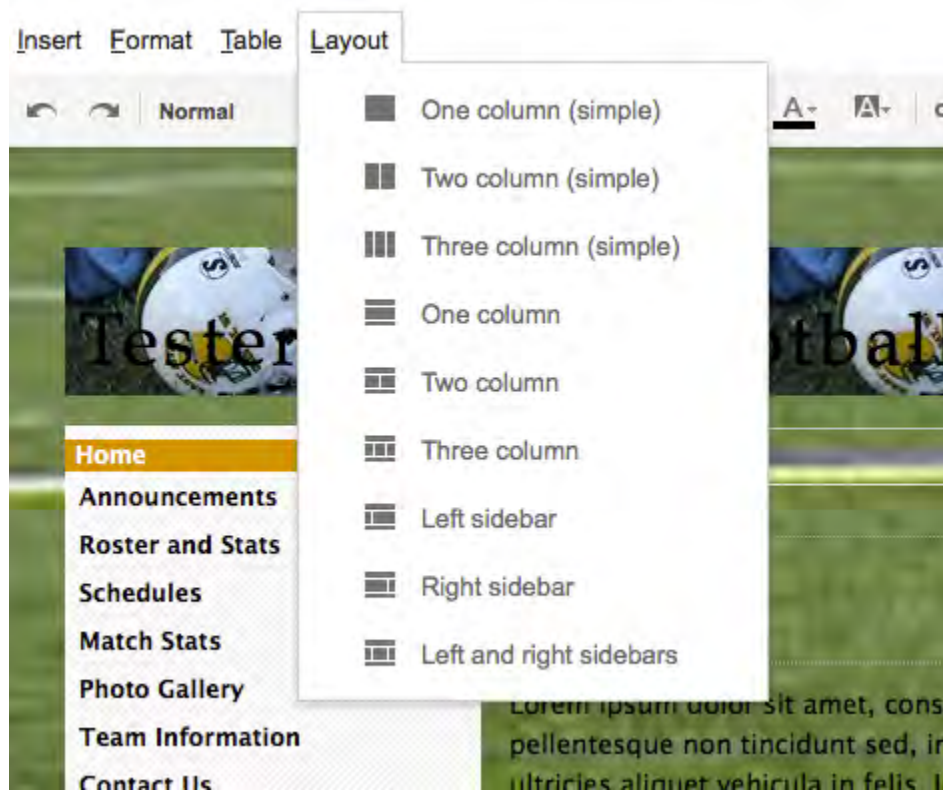 Insert Format Table Layout
Normal A A
One column (simple)
Two column (simple)
Three column (simple)
One column
Two column
Three column
Left sidebar
Right sidebar
Left and right sidebars
Tester otball
Home
Announcements
Roster and Stats
Schedules
Match Stats
Photo Gallery
Team Information
Contact Us
Lorem ipsum dolor sit amet, cons
pellentesque non tincidunt sed, in
ultricies aliquet vehicula in felis.